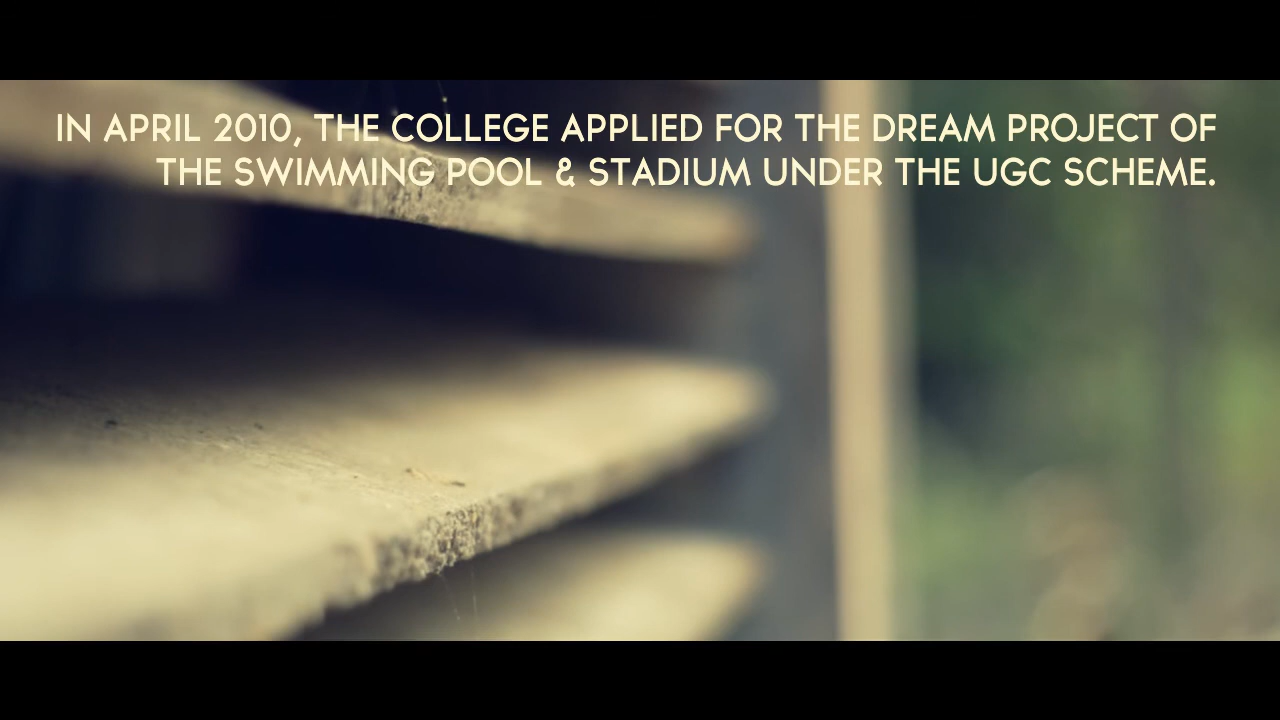 IN APRIL 2010, THE COLLEGE APPLIED FOR THE DREAM PROJECT OF
THE SWIMMING POOL & STADIUM UNDER THE UGC SCHEME.